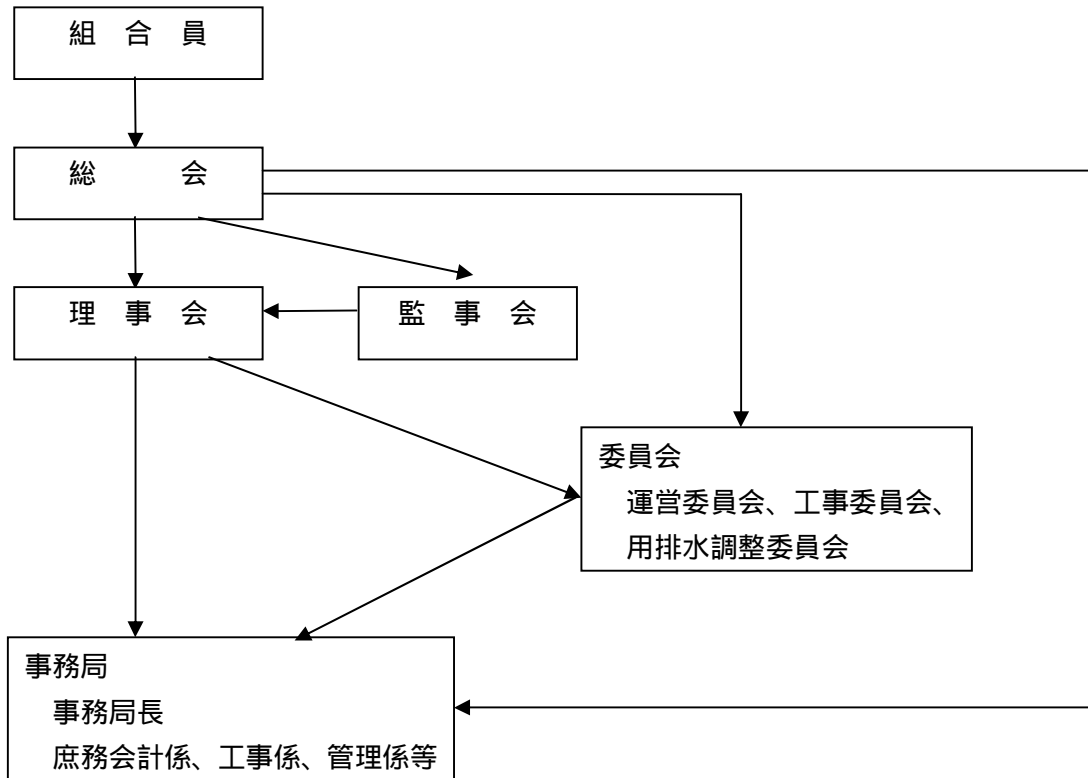 組　合　員
総　　　会
理　事　会
監　事　会
委員会
運営委員会、工事委員会、
用排水調整委員会
事務局
事務局長
庶務会計係、工事係、管理係等